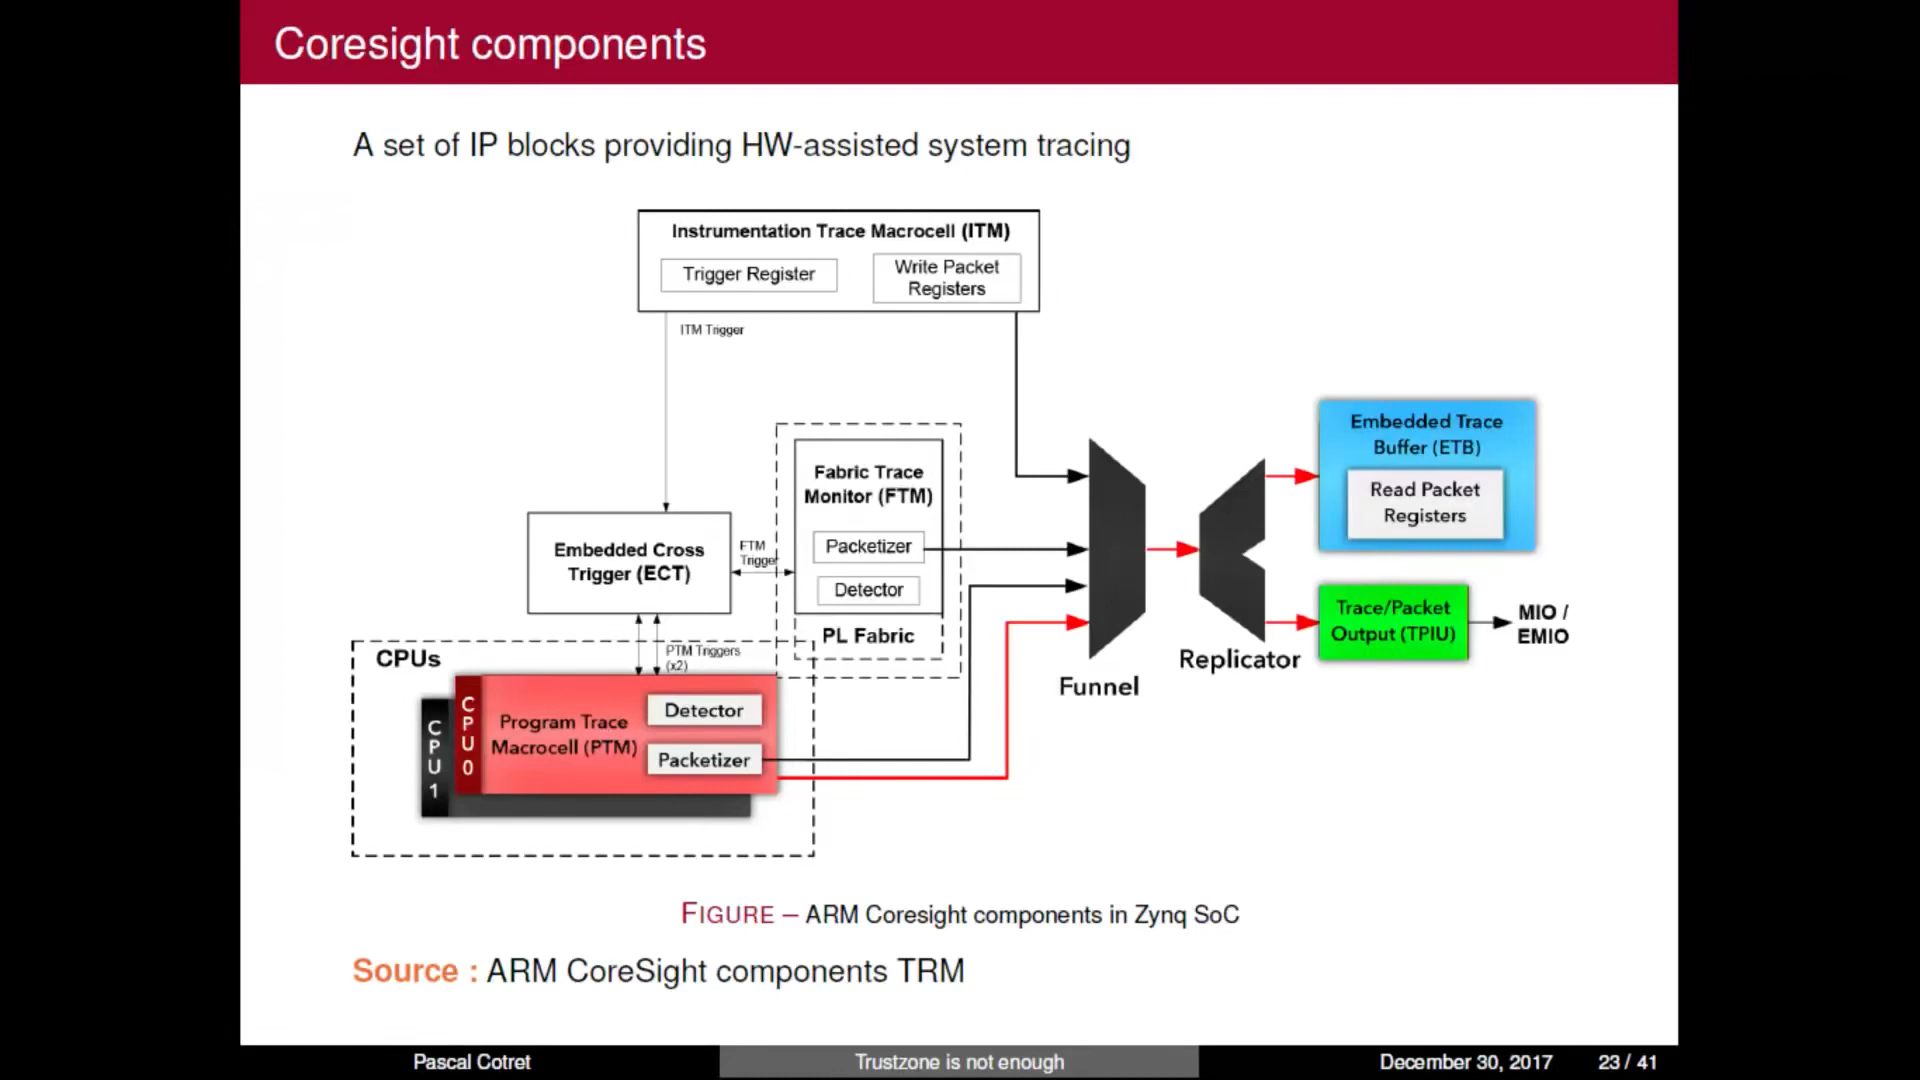 Coresight components
A set of IP blocks providing HW-assisted system tracing
Instrumentation Trace Macrocell (ITM)
Trigger Register
Write Packet
Registers
ITM Trigger
Embedded Trace
Buffer (ETB)
Read Packet
Registers
Fabric Trace
Monitor (FTM)
Packetizer
Detector
PL Fabric
Embedded Cross
Trigger (ECT)
FTM
Trigger
Trace/Packet
Output (TPIU)
MIO /
EMIO
Replicator
Funnel
PTM Triggers
(x2)
CPUs
CPU 1
CPU 0
Program Trace
Macrocell (PTM)
Detector
Packetizer
FIGURE – ARM Coresight components in Zynq SoC
Source : ARM CoreSight components TRM
Pascal Cotret
Trustzone is not enough
December 30, 2017
23 / 41